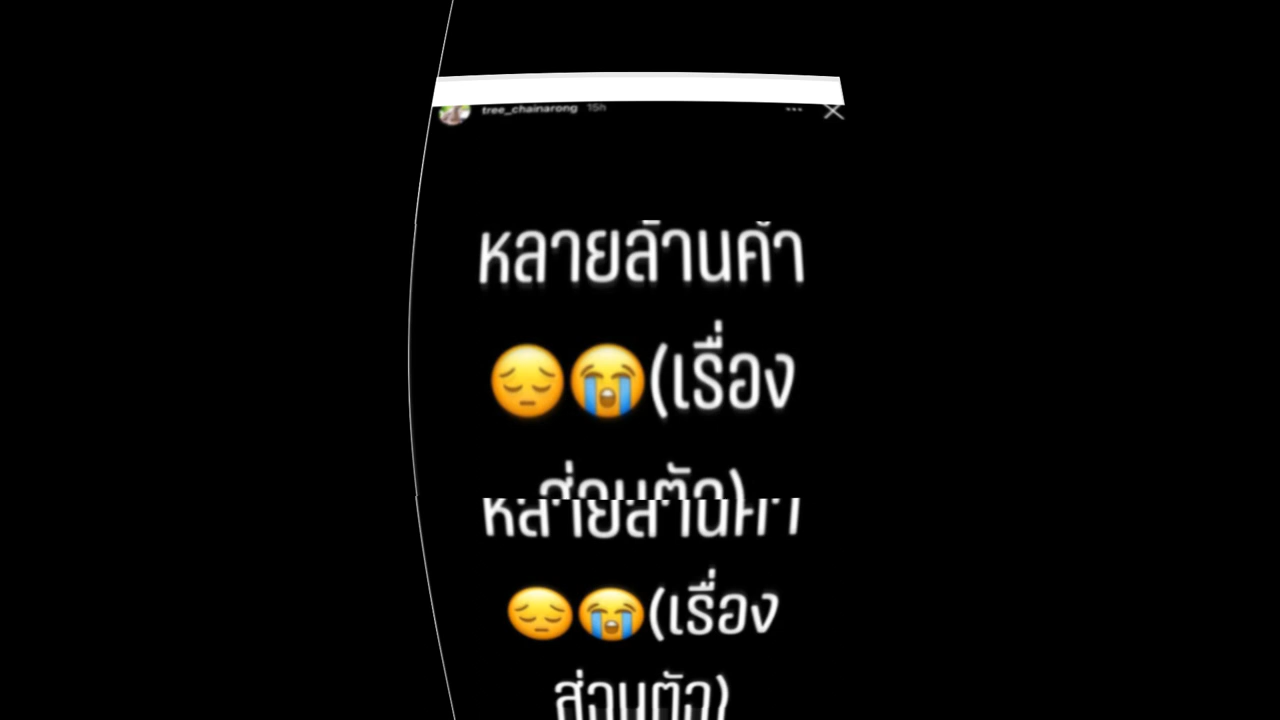 tree_chainarong 15h
หลายล้านค้า
😔😭(เรื่อง
ส่วนตัว)
หลายล้านค้า
😔😭(เรื่อง
ส่วนตัว)